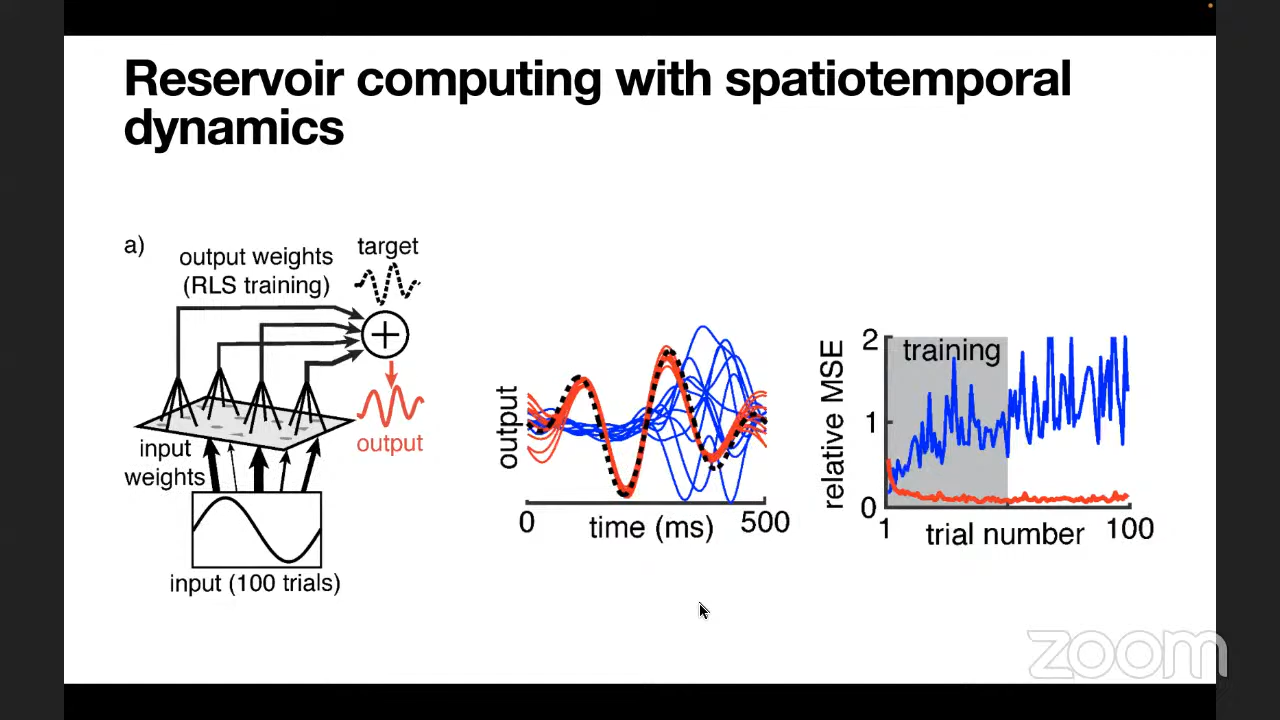 Reservoir computing with spatiotemporal
dynamics
a)
output weights
(RLS training)
target
+
output
input
weights
input (100 trials)
output
0
time (ms)
500
relative MSE
2
1
0
training
1
trial number
100
zoom